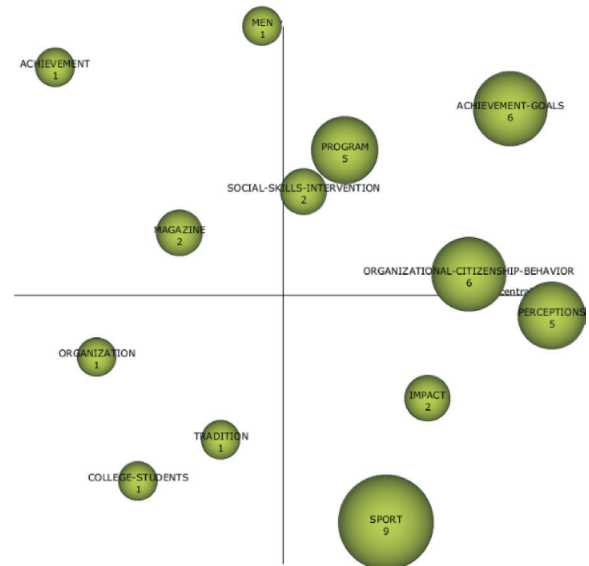 MEN
1
ACHIEVEMENT
1
ACHIEVEMENT-GOALS
6
PROGRAM
5
SOCIAL-SKILLS-INTERVENTION
2
MAGAZINE
2
ORGANIZATIONAL-CITIZENSHIP-BEHAVIOR
6
PERCEPTIONS
5
ORGANIZATION
1
IMPACT
2
TRADITION
1
COLLEGE-STUDENTS
1
SPORT
9